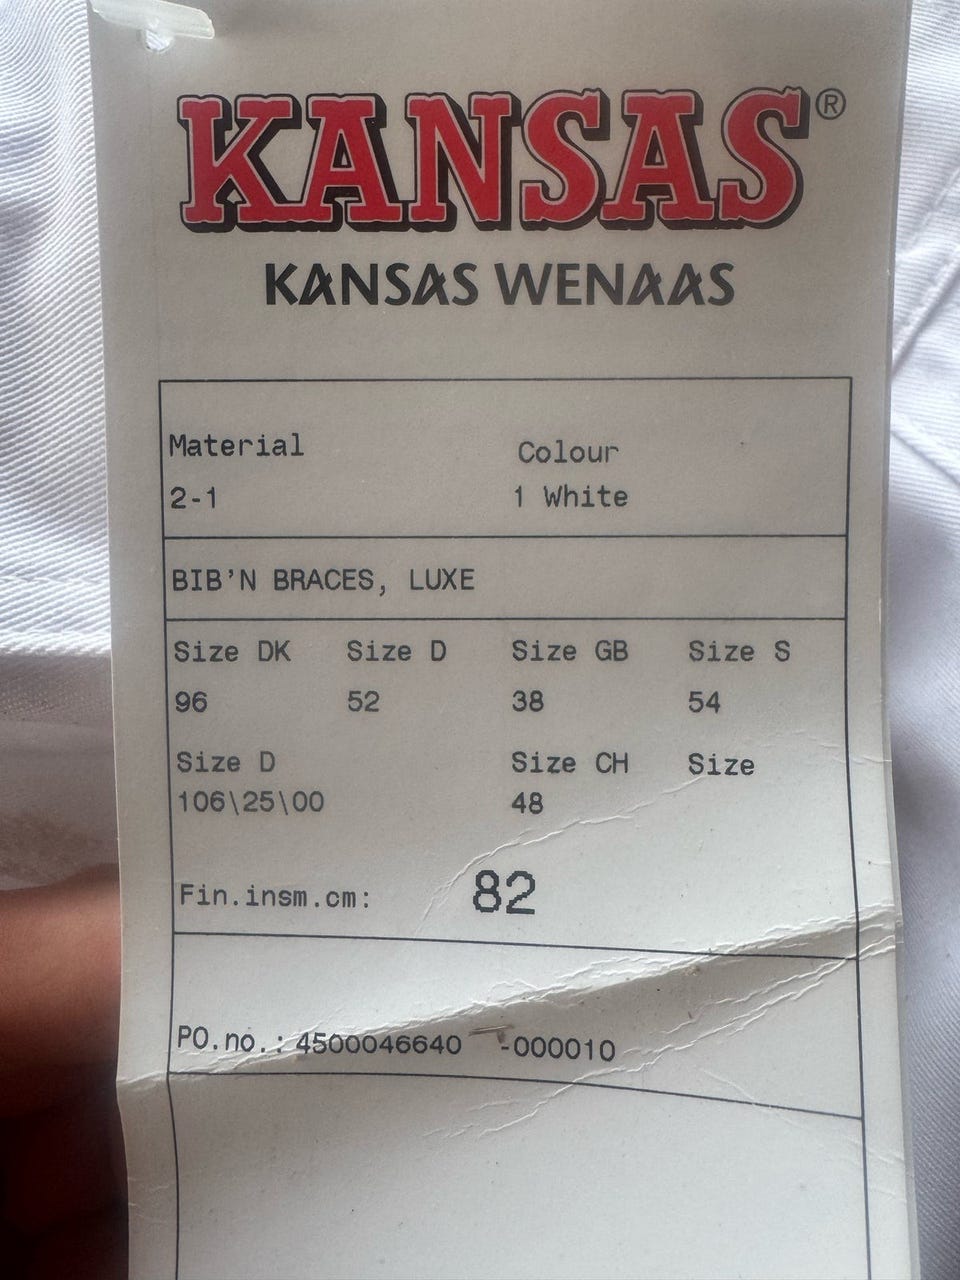 KANSAS®
KANSAS WENAAS
Material Colour
2-1 1 White
BIB'N BRACES, LUXE
Size DK Size D Size GB Size S
96 52 38 54
Size D Size CH Size
106\25\00 48
Fin.insm.cm: 82
PO.no.: 4500046640 -000010